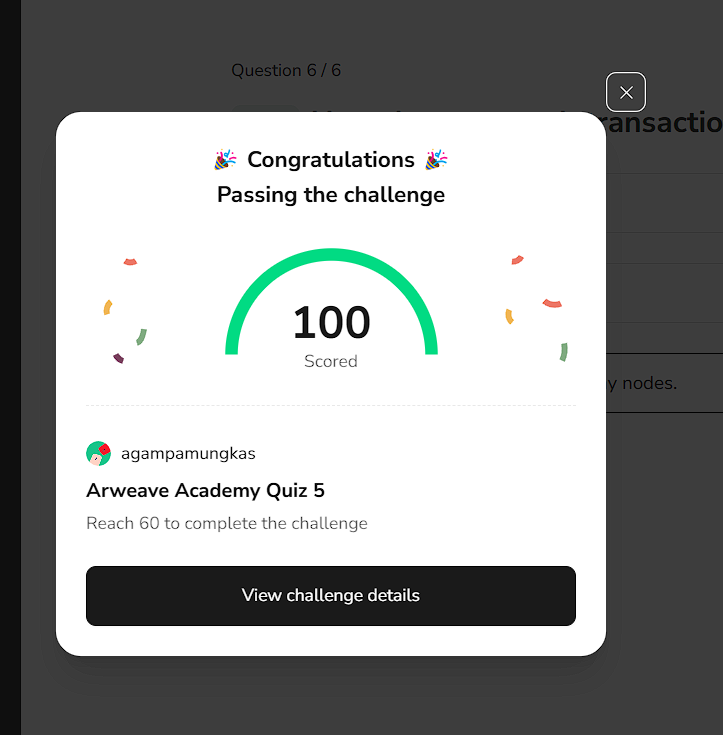 Question 6 / 6
Congratulations
Passing the challenge
100
Scored
nodes.
agampamungkas
Arweave Academy Quiz 5
Reach 60 to complete the challenge
View challenge details